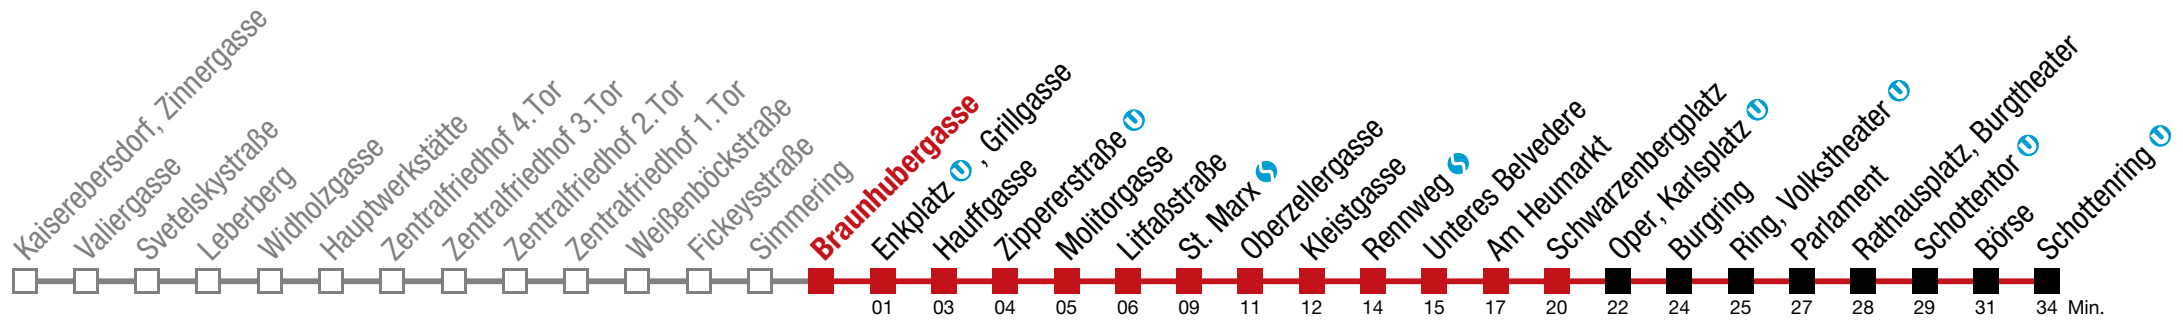 Kaiserebersdorf, Zinnergasse
Valiergasse
Svetelskystraße
Leberberg
Widholzgasse
Hauptwerkstätte
Zentralfriedhof 4.Tor
Zentralfriedhof 3.Tor
Zentralfriedhof 2.Tor
Zentralfriedhof 1.Tor
Weißenböckstraße
Fickeysstraße
Simmering
Braunhubergasse
Enkplatz U , Grillgasse
Hauffgasse
Zippererstraße U
Molitorgasse
Litfaßstraße
St. Marx S
Oberzellergasse
Kleistgasse
Rennweg S
Unteres Belvedere
Am Heumarkt
Schwarzenbergplatz
Oper, Karlsplatz U
Burgring
Ring, Volkstheater U
Parlament
Rathausplatz, Burgtheater
Schottentor U
Börse
Schottenring U
01 03 04 05 06 09 11 12 14 15 17 20 22 24 25 27 28 29 31 34 Min.